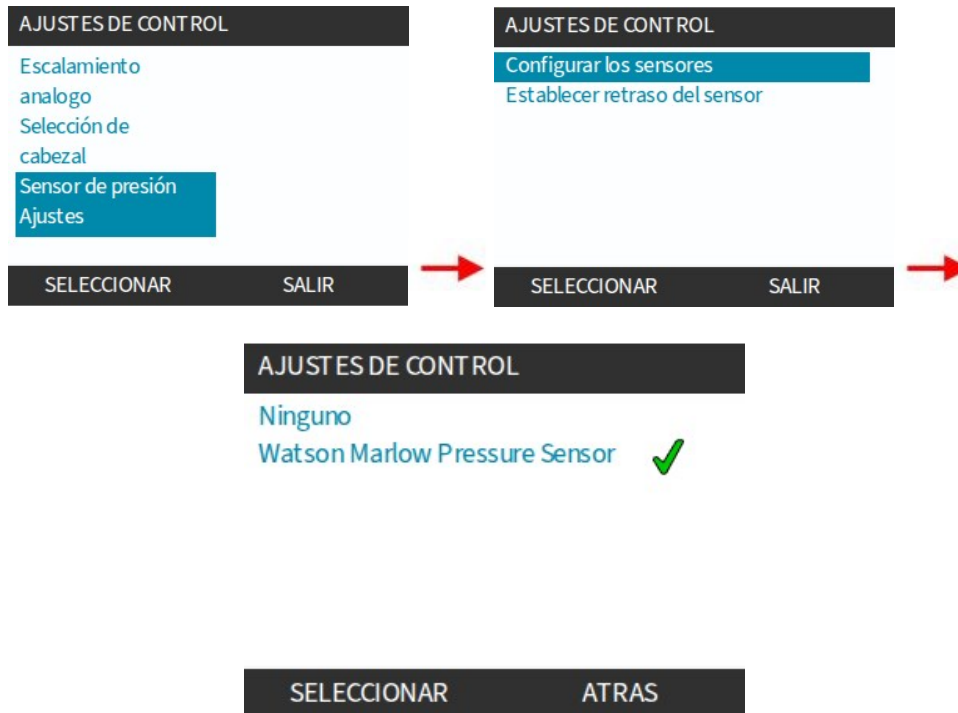 AJUSTES DE CONTROL
Escalamiento
analogo
Selección de
cabezal
Sensor de presión
Ajustes
SELECCIONAR SALIR
AJUSTES DE CONTROL
Configurar los sensores
Establecer retraso del sensor
SELECCIONAR SALIR
AJUSTES DE CONTROL
Ninguno
Watson Marlow Pressure Sensor
SELECCIONAR ATRAS